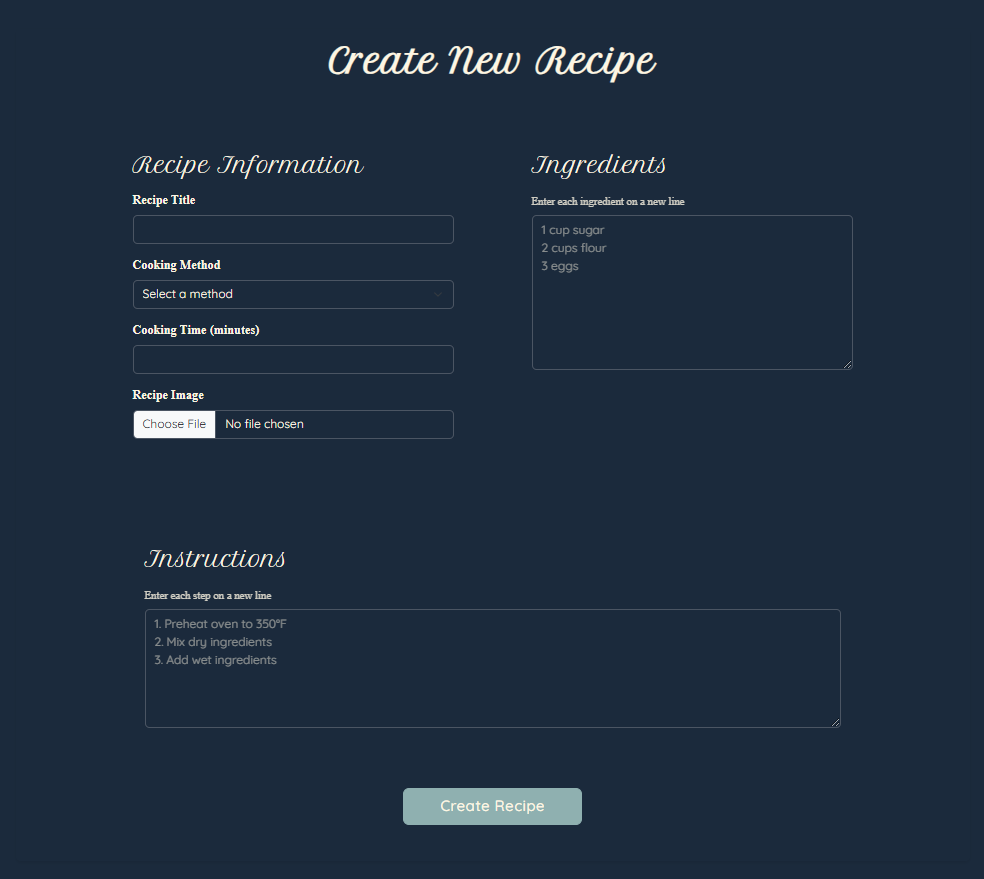 Create New Recipe
Recipe Information
Recipe Title
Cooking Method
Select a method
Cooking Time (minutes)
Recipe Image
Choose File
No file chosen
Ingredients
Enter each ingredient on a new line
1 cup sugar
2 cups flour
3 eggs
Instructions
Enter each step on a new line
1. Preheat oven to 350°F
2. Mix dry ingredients
3. Add wet ingredients
Create Recipe